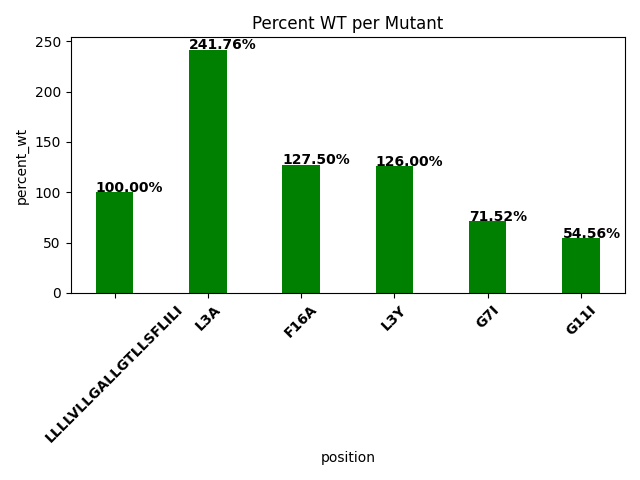 Percent WT per Mutant
percent_wt
250
200
150
100
50
0
100.00%
241.76%
127.50%
126.00%
71.52%
54.56%
LLLLVLLGALLGTLLSFLILI
L3A
F16A
L3Y
G7I
G11I
position